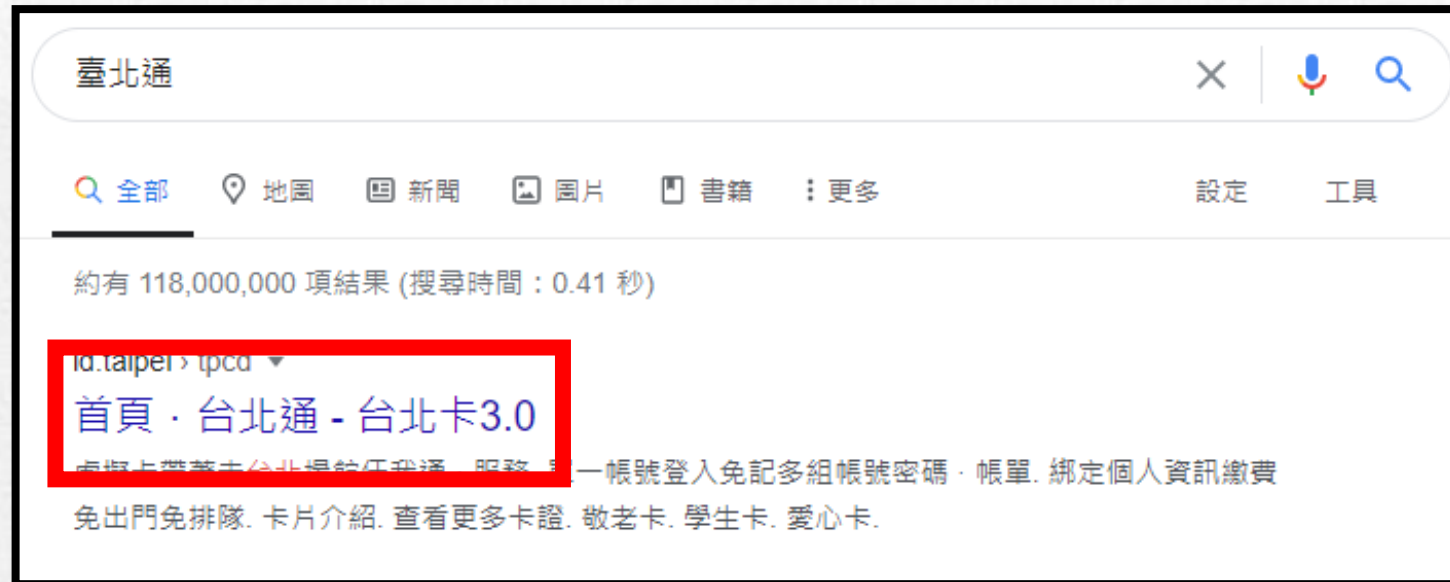 臺北通
全部 地圖 新聞 圖片 書籍 更多 設定 工具
約有 118,000,000 項結果 (搜尋時間：0.41 秒)
id.taipei › tpcd
首頁 · 台北通 - 台北卡3.0
一帳號登入免記多組帳號密碼 · 帳單. 綁定個人資訊繳費
免出門免排隊. 卡片介紹. 查看更多卡證. 敬老卡. 學生卡. 愛心卡.